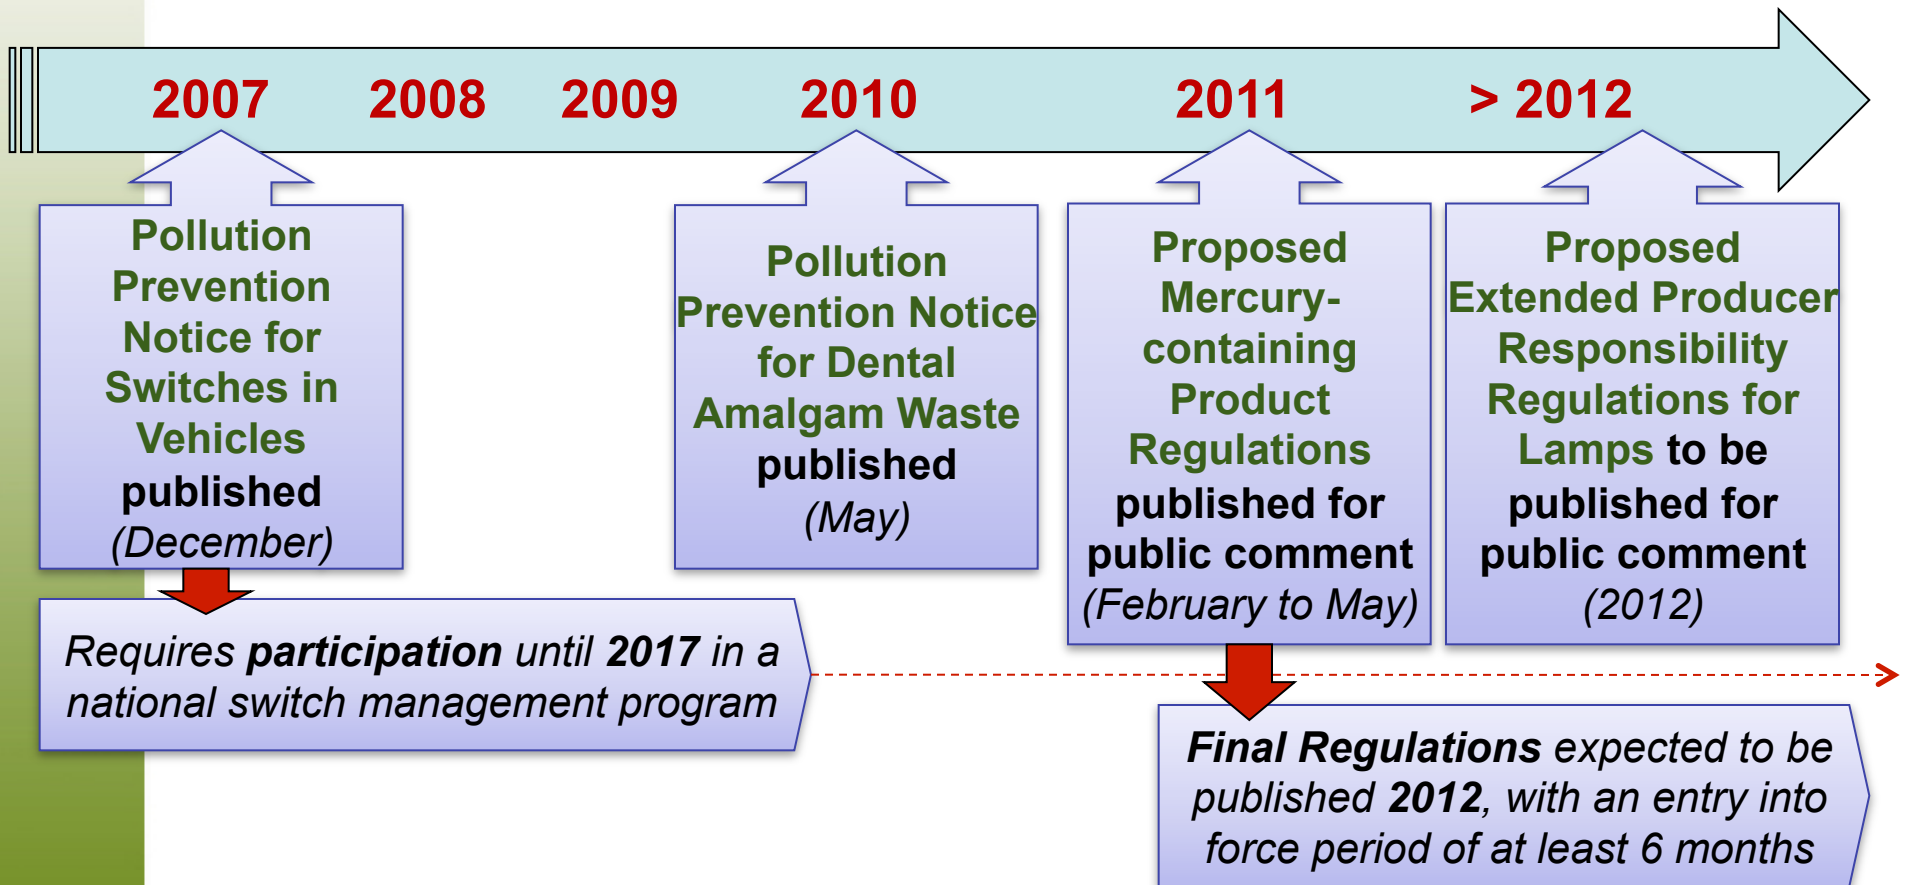 2007 2008 2009 2010 2011 > 2012
Pollution
Prevention
Notice for
Switches in
Vehicles
published
(December)
Pollution
Prevention Notice
for Dental
Amalgam Waste
published
(May)
Proposed
Mercury-
containing
Product
Regulations
published for
public comment
(February to May)
Proposed
Extended Producer
Responsibility
Regulations for
Lamps to be
published for
public comment
(2012)
Requires participation until 2017 in a
national switch management program
Final Regulations expected to be
published 2012, with an entry into
force period of at least 6 months